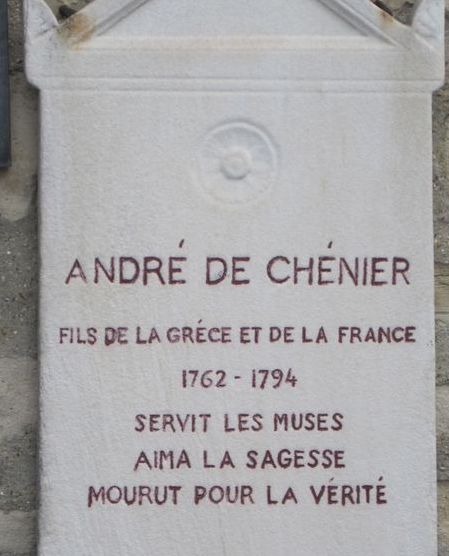 ANDRÉ DE CHÉNIER
FILS DE LA GRÉCE ET DE LA FRANCE
1762 - 1794
SERVIT LES MUSES
AIMA LA SAGESSE
MOURUT POUR LA VÉRITÉ